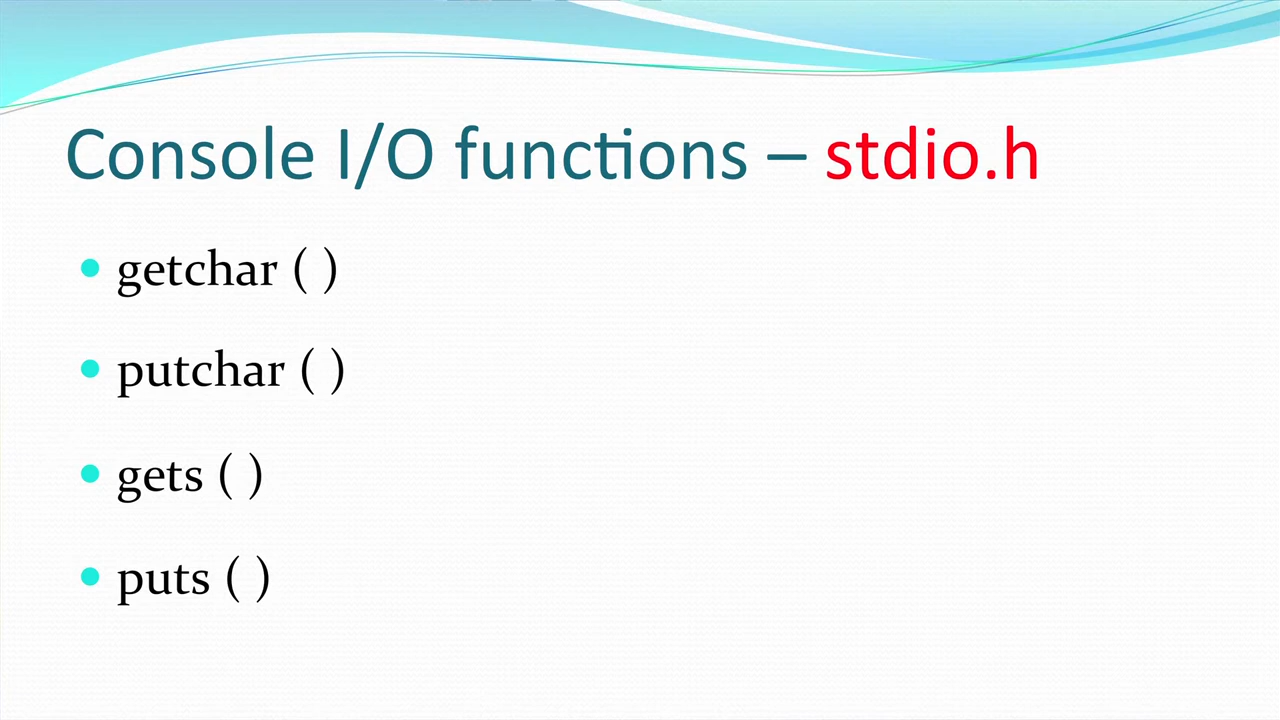 Console I/O functions – stdio.h
• getchar ( )
• putchar ( )
• gets ( )
• puts ( )